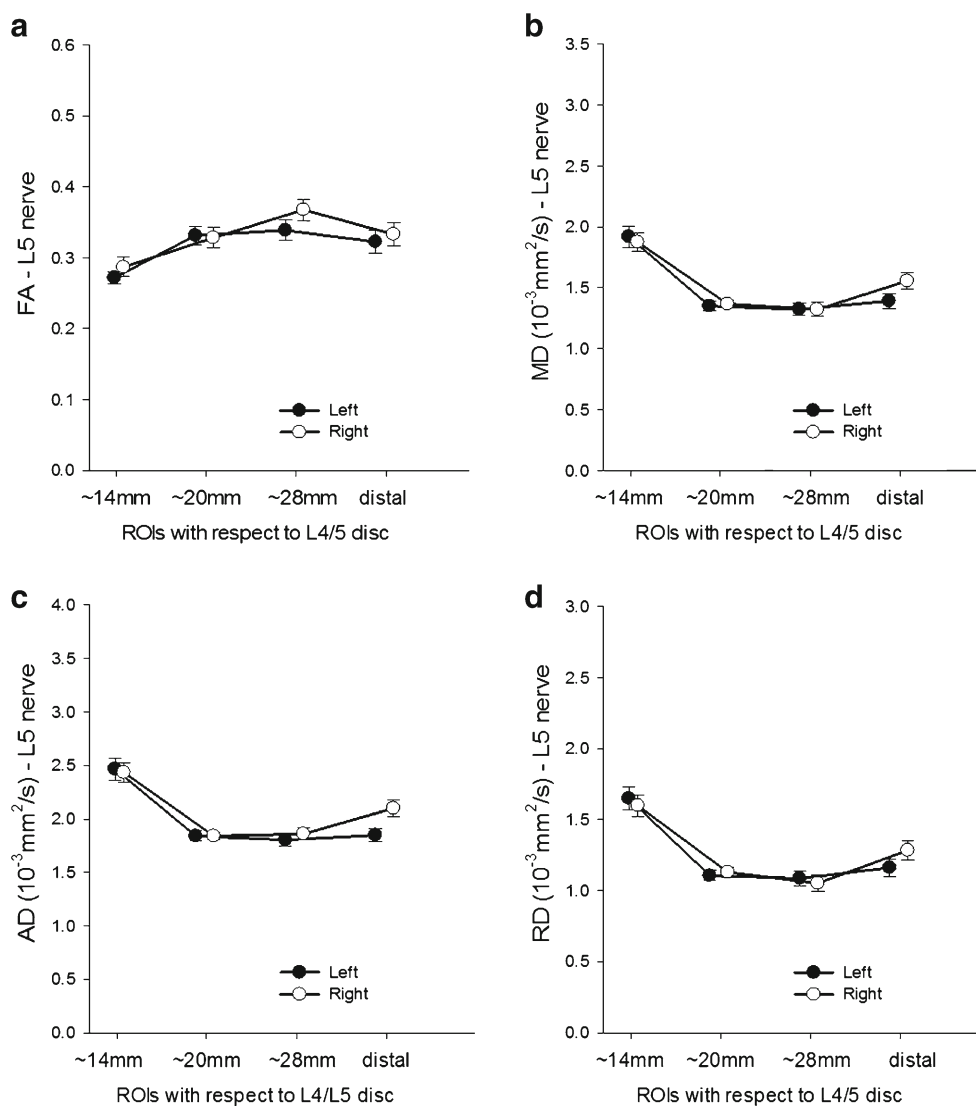 a
0.6
0.5
0.4
0.3
0.2
0.1
0.0
FA - L5 nerve
Left
Right
~14mm ~20mm ~28mm distal
ROIs with respect to L4/5 disc
b
3.5
3.0
2.5
2.0
1.5
1.0
0.5
0.0
MD (10⁻³mm²/s) - L5 nerve
Left
Right
~14mm ~20mm ~28mm distal
ROIs with respect to L4/5 disc
c
4.0
3.5
3.0
2.5
2.0
1.5
1.0
0.5
0.0
AD (10⁻³mm²/s) - L5 nerve
Left
Right
~14mm ~20mm ~28mm distal
ROIs with respect to L4/L5 disc
d
3.0
2.5
2.0
1.5
1.0
0.5
0.0
RD (10⁻³mm²/s) - L5 nerve
Left
Right
~14mm ~20mm ~28mm distal
ROIs with respect to L4/5 disc